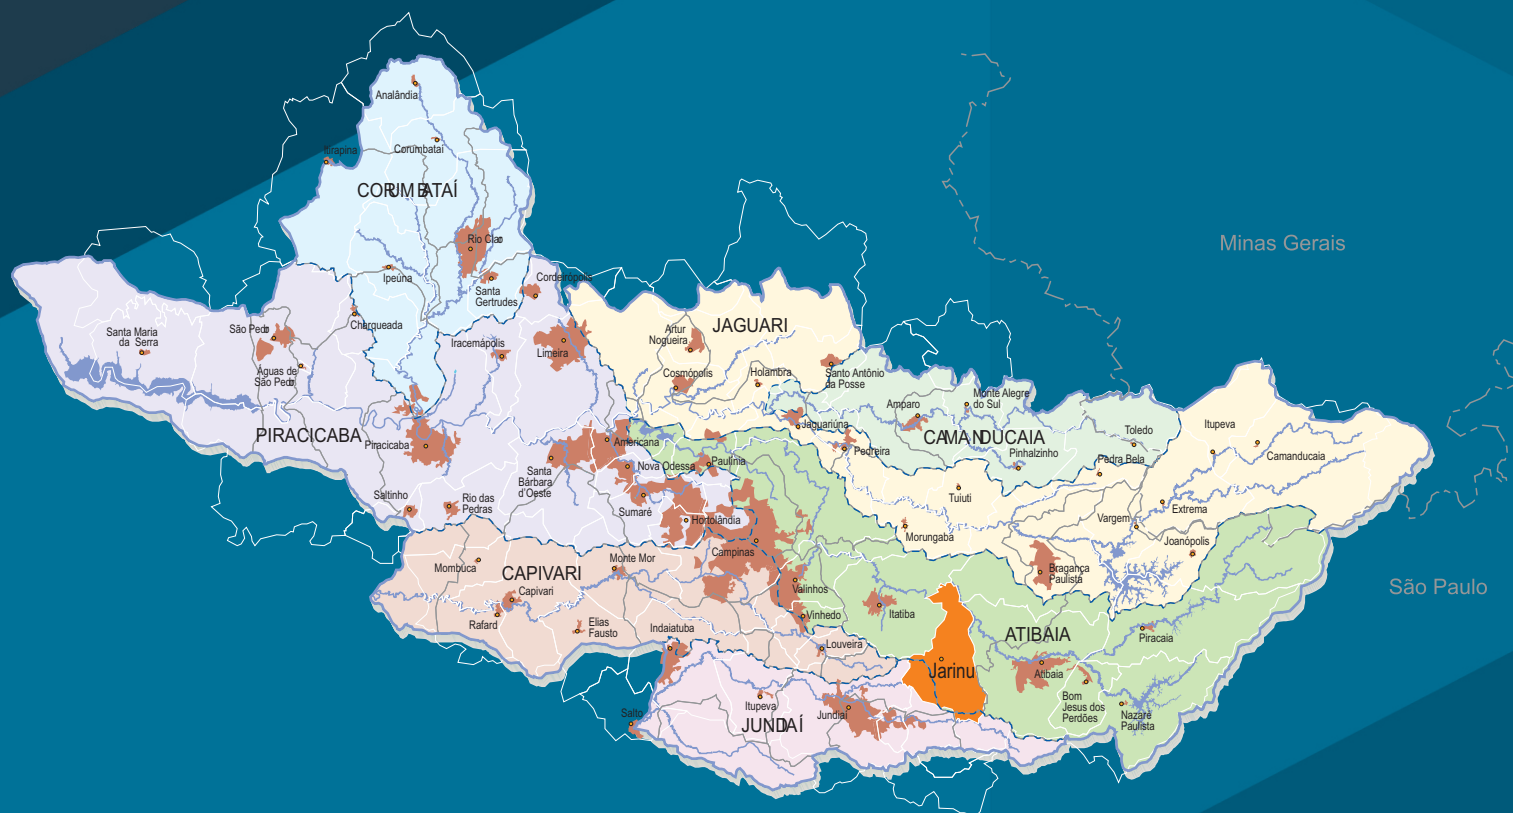 Analândia
Corumbataí
Itirapina
CORUMBATAÍ
Rio Claro
Ipeúna
Santa
Gertrudes
Cordeirópolis
Minas Gerais
Charqueada
São Pedro
Santa Maria
da Serra
Águas de
São Pedro
Iracemápolis
Limeira
Artur
Nogueira
JAGUARI
Cosmópolis
Holambra
Santo Antônio
da Posse
Monte Alegre
do Sul
Amparo
CAMANDUCAIA
Pinhalzinho
Toledo
Pedra Bela
Itupeva
Camanducaia
PIRACICABA
Piracicaba
Americana
Nova Odessa
Paulínia
Jaguariúna
Pedreira
Santa
Bárbara
d'Oeste
Sumaré
Hortolândia
Saltinho
Rio das
Pedras
Tuiuti
Vargem
Extrema
Joanópolis
Morungaba
Bragança
Paulista
Campinas
Monte Mor
Mombuca
CAPIVARI
Capivari
Rafard
Elias
Fausto
Indaiatuba
Valinhos
Vinhedo
Louveira
Itatiba
São Paulo
ATIBAIA
Piracaia
Atibaia
Jarinu
Bom
Jesus dos
Perdões
Nazaré
Paulista
Salto
Itupeva
Jundiaí
JUNDIAÍ